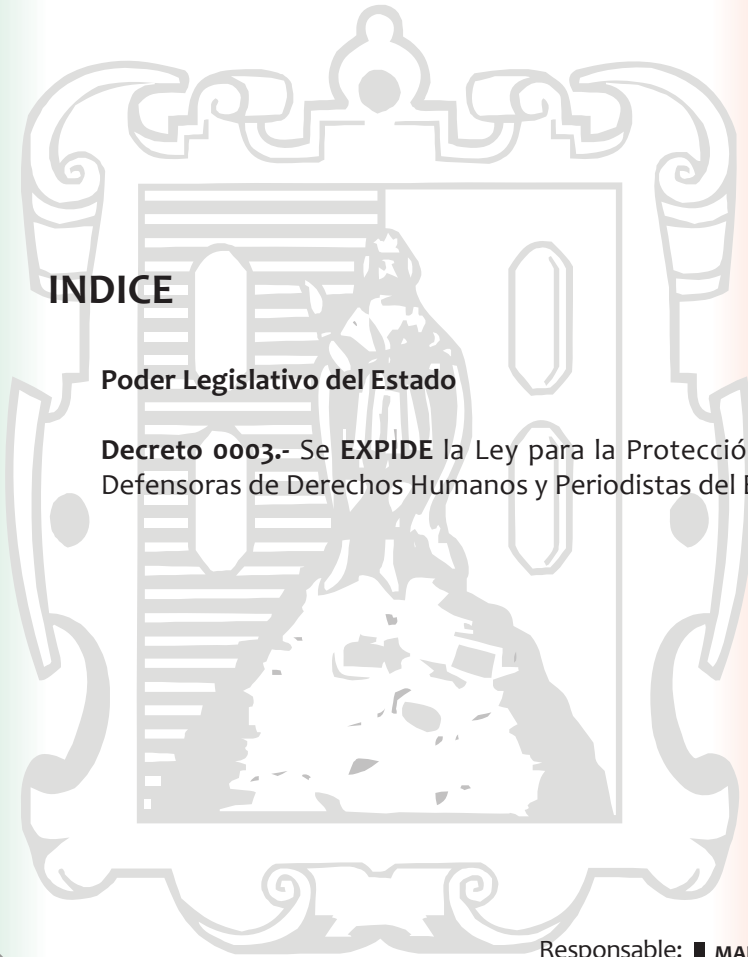 INDICE
Poder Legislativo del Estado
Decreto 0003.- Se EXPIDE la Ley para la
Defensoras de Derechos Humanos y Periodistas del
Responsable: